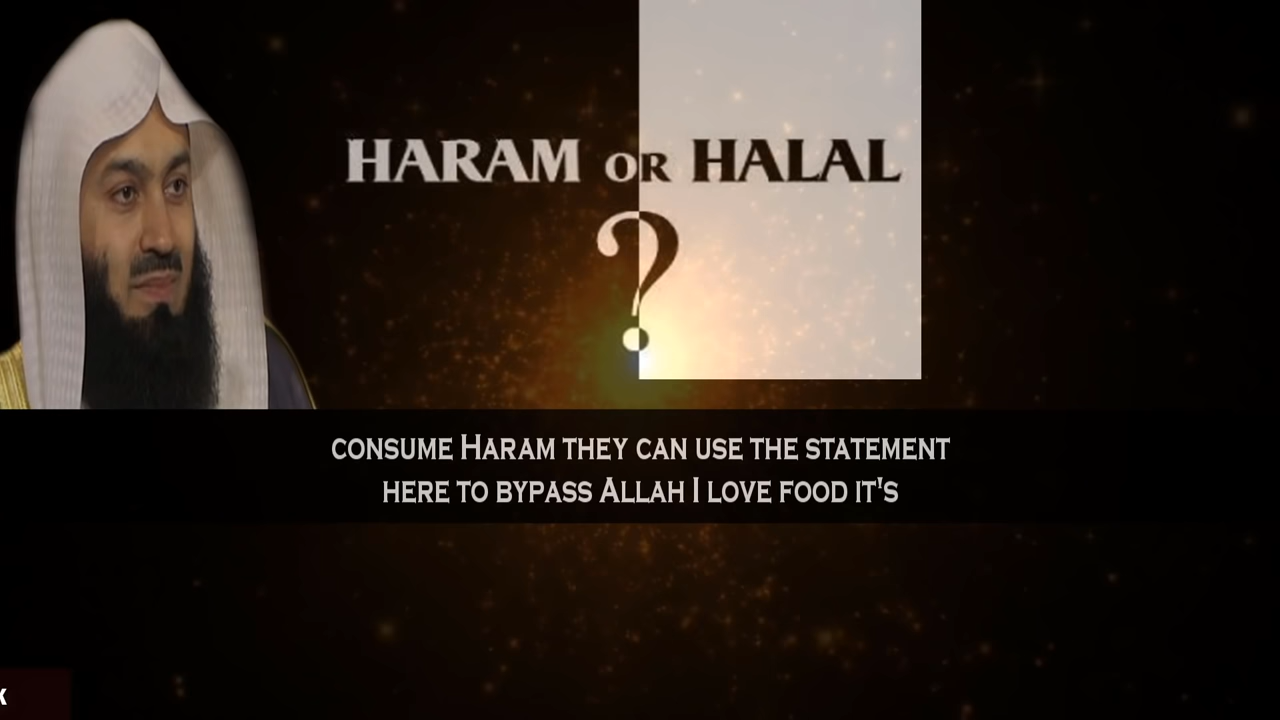 HARAM OR HALAL
?
CONSUME HARAM THEY CAN USE THE STATEMENT
HERE TO BYPASS ALLAH I LOVE FOOD IT'S
K